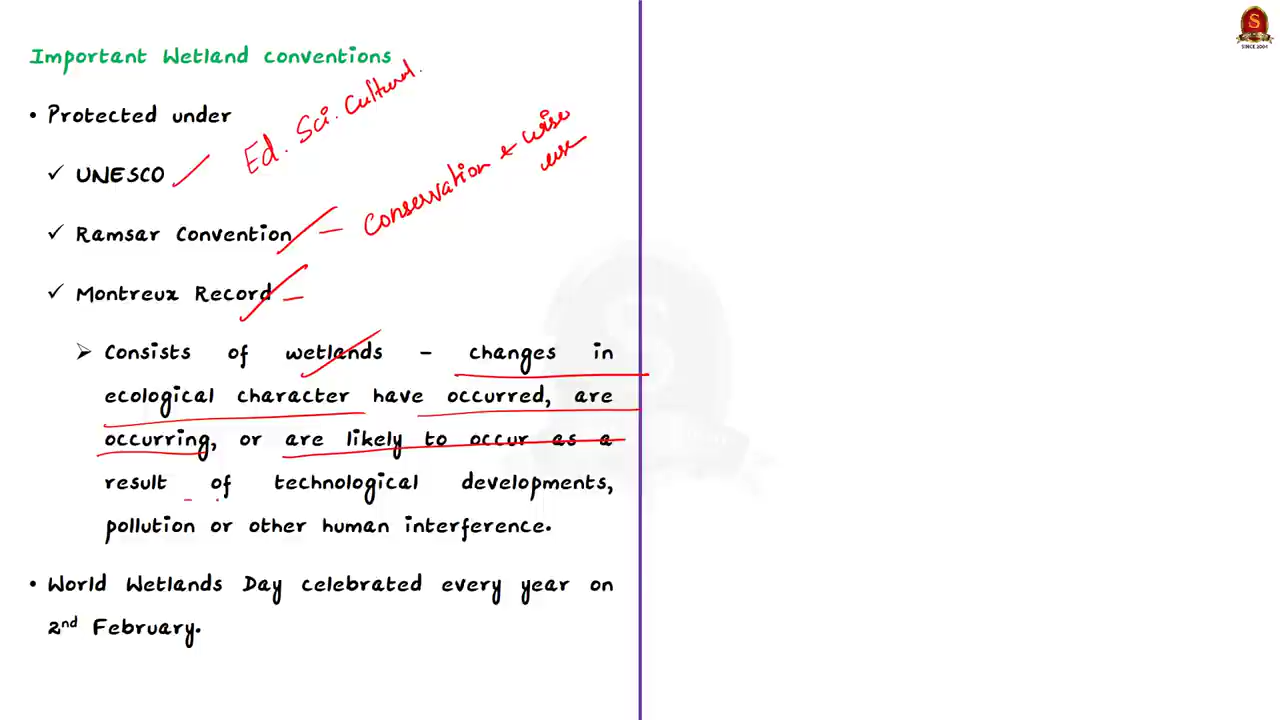 Important Wetland conventions
• Protected under
Ed. Sci. Cultural.
✓ UNESCO
Conservation & wise use
✓ Ramsar Convention –
✓ Montreux Record –
➢ Consists of wetlands – changes in
ecological character have occurred, are
occurring, or are likely to occur as a
result of technological developments,
pollution or other human interference.
• World Wetlands Day celebrated every year on
2nd February.
S
SINCE 2004